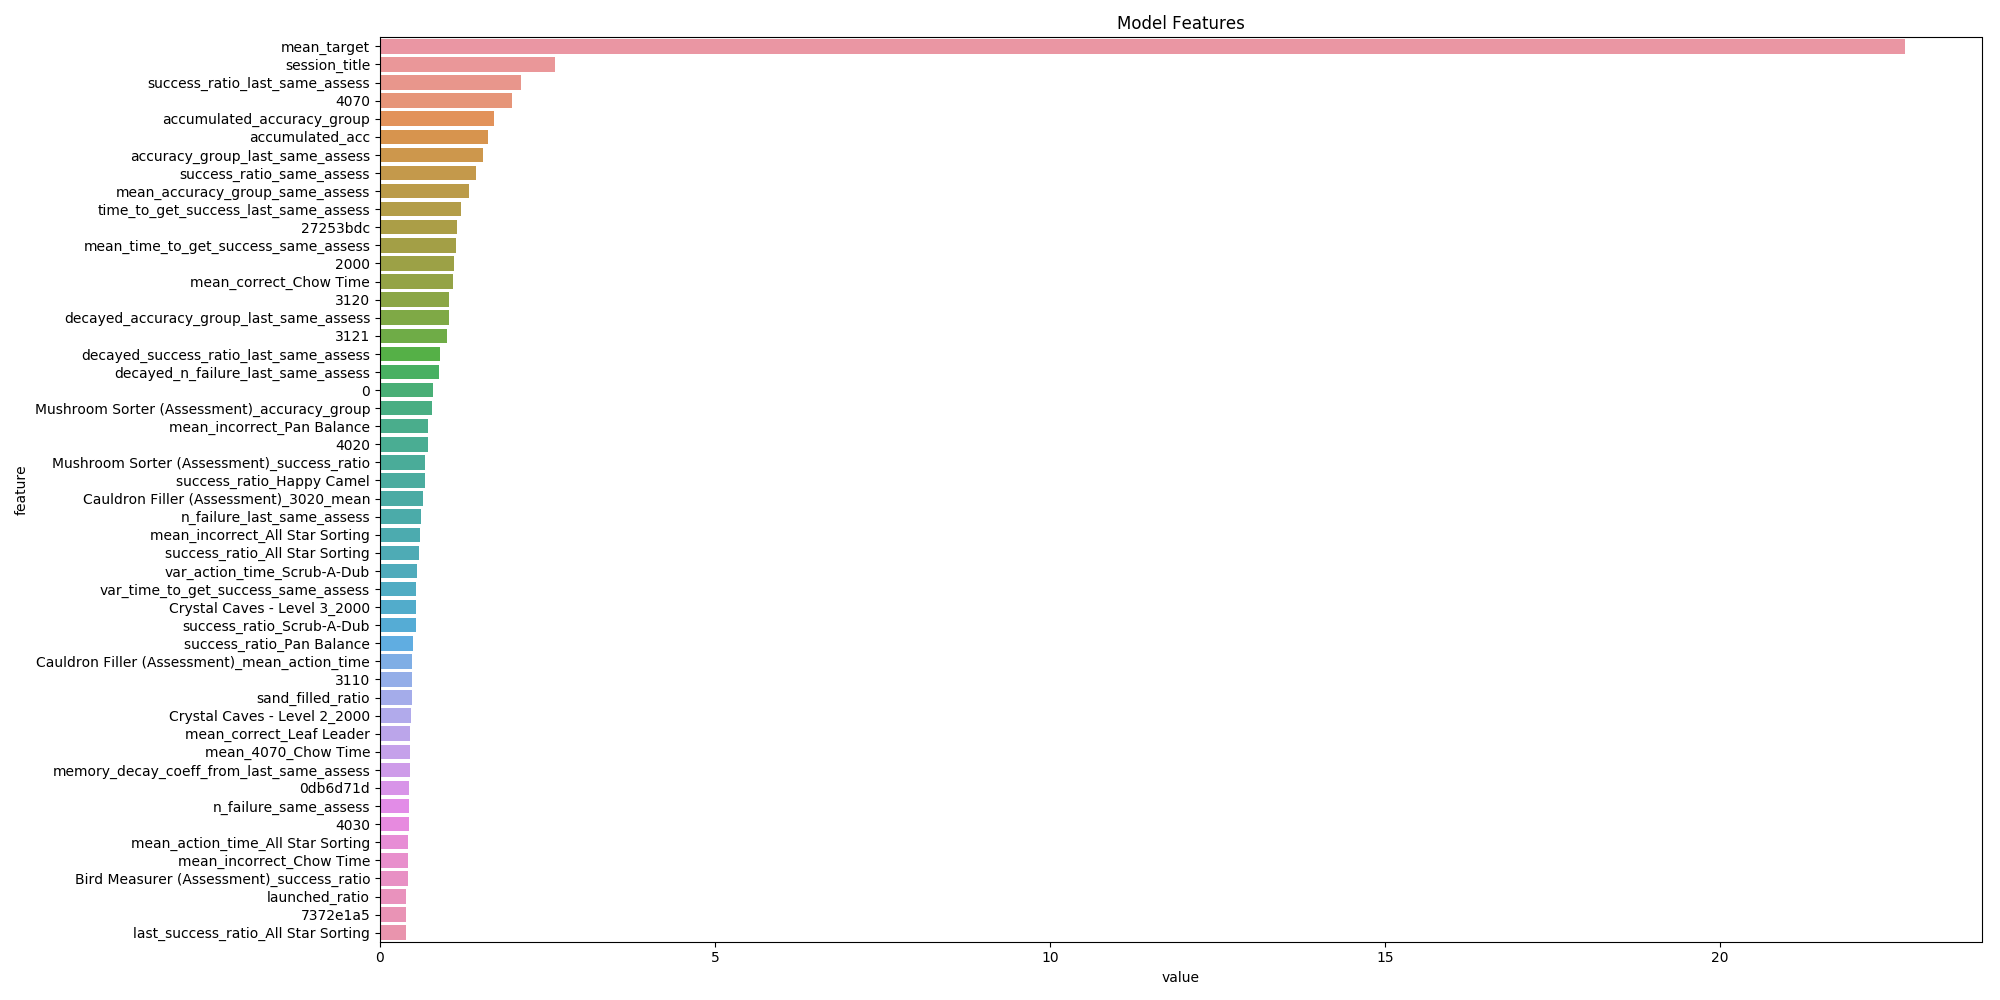 Model Features
mean_target
session_title
success_ratio_last_same_assess
4070
accumulated_accuracy_group
accumulated_acc
accuracy_group_last_same_assess
success_ratio_same_assess
mean_accuracy_group_same_assess
time_to_get_success_last_same_assess
27253bdc
mean_time_to_get_success_same_assess
2000
mean_correct_Chow Time
3120
decayed_accuracy_group_last_same_assess
3121
decayed_success_ratio_last_same_assess
decayed_n_failure_last_same_assess
0
Mushroom Sorter (Assessment)_accuracy_group
mean_incorrect_Pan Balance
4020
Mushroom Sorter (Assessment)_success_ratio
success_ratio_Happy Camel
Cauldron Filler (Assessment)_3020_mean
n_failure_last_same_assess
mean_incorrect_All Star Sorting
success_ratio_All Star Sorting
var_action_time_Scrub-A-Dub
var_time_to_get_success_same_assess
Crystal Caves - Level 3_2000
success_ratio_Scrub-A-Dub
success_ratio_Pan Balance
Cauldron Filler (Assessment)_mean_action_time
3110
sand_filled_ratio
Crystal Caves - Level 2_2000
mean_correct_Leaf Leader
mean_4070_Chow Time
memory_decay_coeff_from_last_same_assess
0db6d71d
n_failure_same_assess
4030
mean_action_time_All Star Sorting
mean_incorrect_Chow Time
Bird Measurer (Assessment)_success_ratio
launched_ratio
7372e1a5
last_success_ratio_All Star Sorting
feature
0 5 10 15 20
value